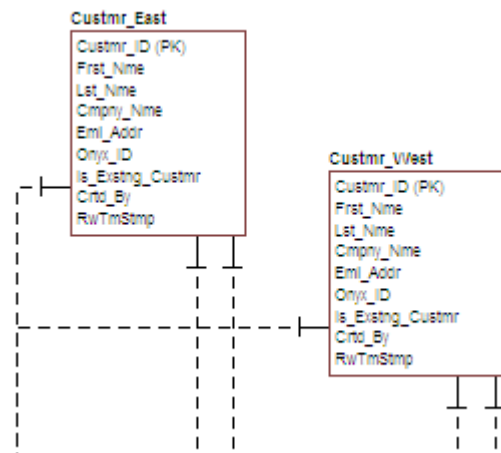 Custmr_East
Custmr_ID (PK)
Frst_Nme
Lst_Nme
Cmpny_Nme
Eml_Addr
Onyx_ID
Is_Exstng_Custmr
Crtd_By
RwTmStmp
Custmr_West
Custmr_ID (PK)
Frst_Nme
Lst_Nme
Cmpny_Nme
Eml_Addr
Onyx_ID
Is_Exstng_Custmr
Crtd_By
RwTmStmp